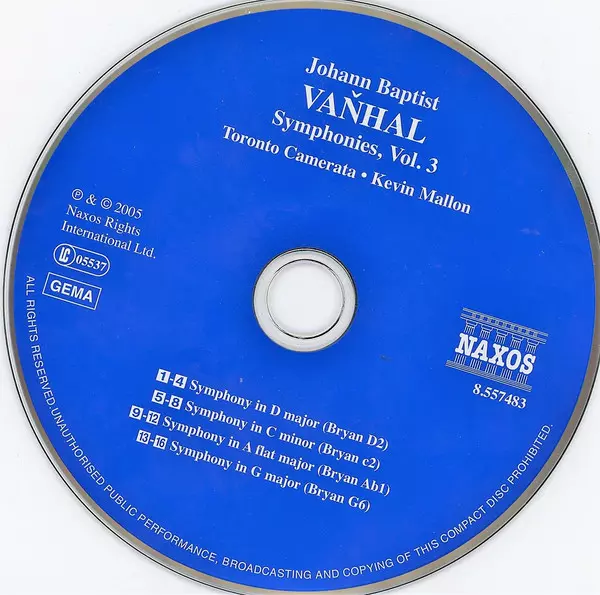 Johann Baptist
VAŇHAL
Symphonies, Vol. 3
Toronto Camerata • Kevin Mallon
℗ & © 2005
Naxos Rights
International Ltd.
LC 05537
GEMA
NAXOS
8.557483
1-4 Symphony in D major (Bryan D2)
5-8 Symphony in C minor (Bryan c2)
9-12 Symphony in A flat major (Bryan Ab1)
13-16 Symphony in G major (Bryan G6)
ALL RIGHTS RESERVED.UNAUTHORISED PUBLIC PERFORMANCE, BROADCASTING AND COPYING OF THIS COMPACT DISC PROHIBITED.